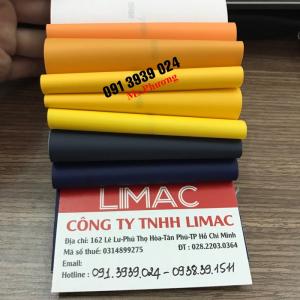 091 3939 024
Ms.Phương
LIMAC
CÔNG TY TNHH LIMAC
Địa chỉ: 162 Lê Lư-Phú Thọ Hòa-Tân Phú-TP Hồ Chí Minh
Mã số thuế: 0314899275 ĐT: 028.2203.0364
Email:
Hotline : 091.3939.024 - 0938.39.1511